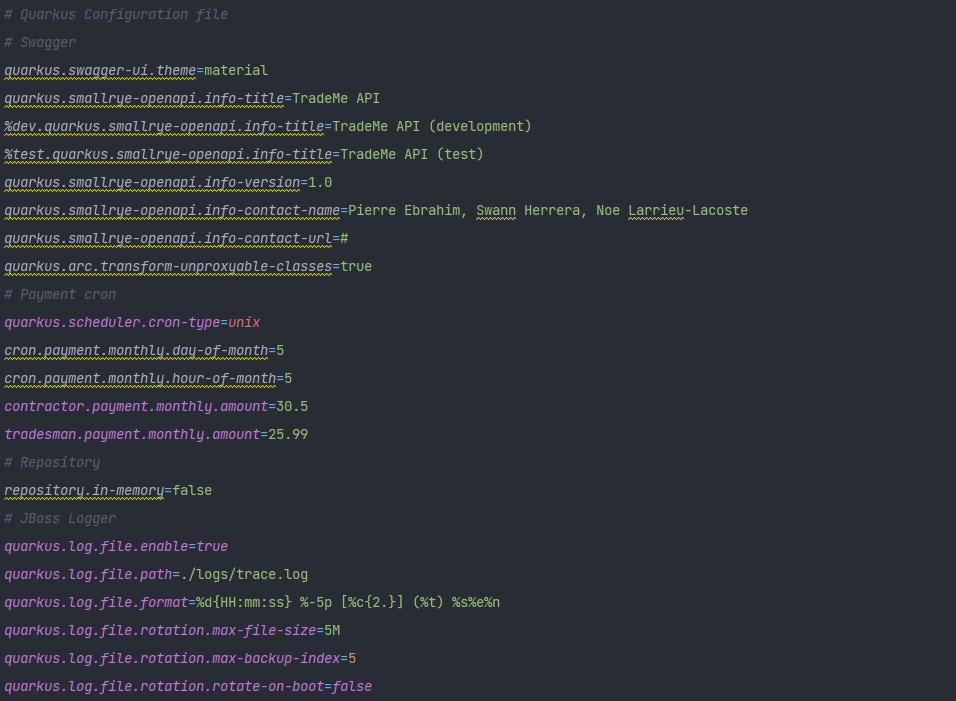 # Quarkus Configuration file
# Swagger
quarkus.swagger-ui.theme=material
quarkus.smallrye-openapi.info-title=TradeMe API
%dev.quarkus.smallrye-openapi.info-title=TradeMe API (development)
%test.quarkus.smallrye-openapi.info-title=TradeMe API (test)
quarkus.smallrye-openapi.info-version=1.0
quarkus.smallrye-openapi.info-contact-name=Pierre Ebrahim, Swann Herrera, Noe Larrieu-Lacoste
quarkus.smallrye-openapi.info-contact-url=#
quarkus.arc.transform-unproxyable-classes=true
# Payment cron
quarkus.scheduler.cron-type=unix
cron.payment.monthly.day-of-month=5
cron.payment.monthly.hour-of-month=5
contractor.payment.monthly.amount=30.5
tradesman.payment.monthly.amount=25.99
# Repository
repository.in-memory=false
# JBoss Logger
quarkus.log.file.enable=true
quarkus.log.file.path=./logs/trace.log
quarkus.log.file.format=%d{HH:mm:ss} %-5p [%c{2.}] (%t) %s%e%n
quarkus.log.file.rotation.max-file-size=5M
quarkus.log.file.rotation.max-backup-index=5
quarkus.log.file.rotation.rotate-on-boot=false